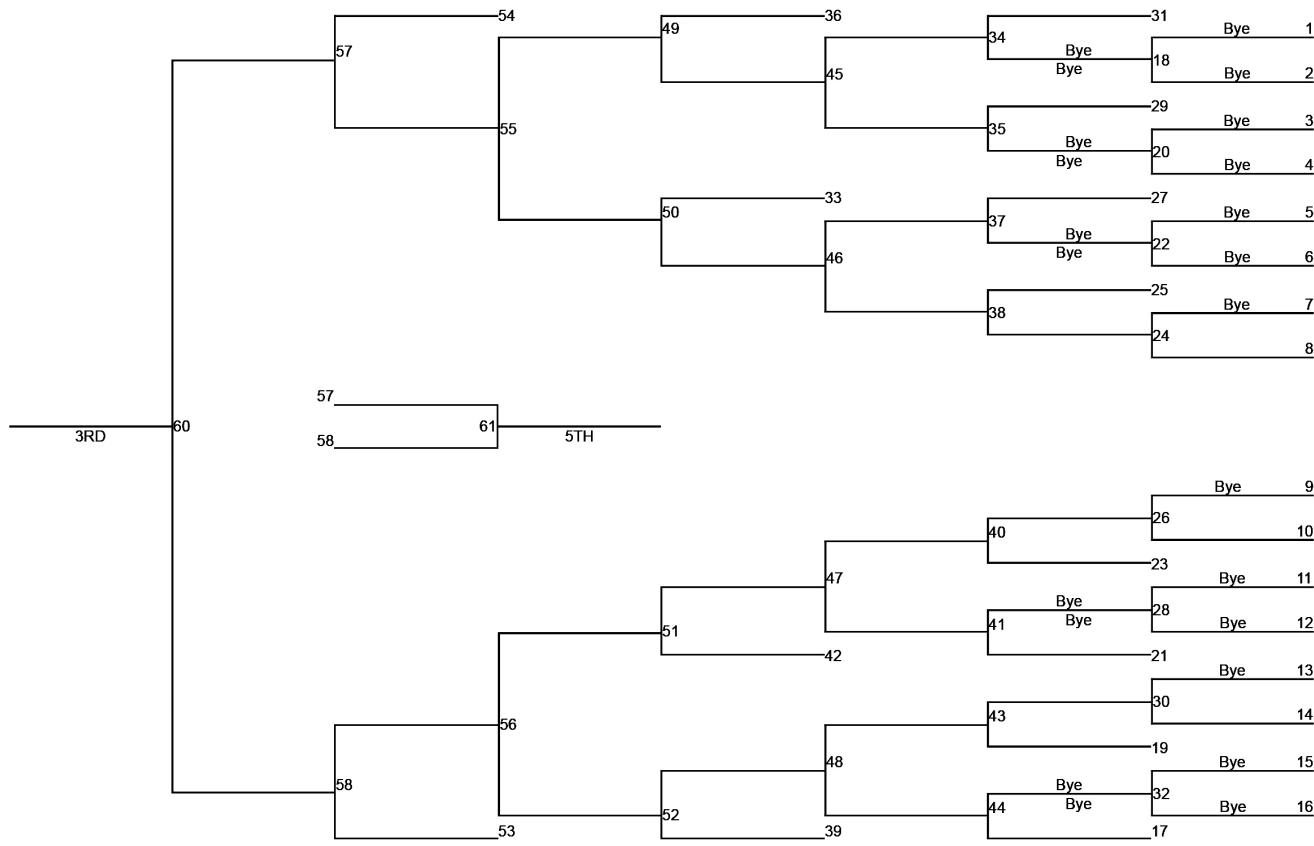 54 36 31
49 34 Bye 1
57 Bye 18
Bye
45 Bye 2
29
55 35 Bye 3
Bye 20
Bye
Bye 4
33 27
50 37 Bye 5
Bye 22
Bye
46 Bye 6
25
38 Bye 7
24
8
57
3RD 60 61 5TH
58
Bye 9
40 26
10
47 23
Bye 11
51 41 Bye 28
Bye
Bye 12
42 21
Bye 13
56 43 30
14
48 19
Bye 15
58 Bye 32
52 44 Bye
Bye 16
53 39 17